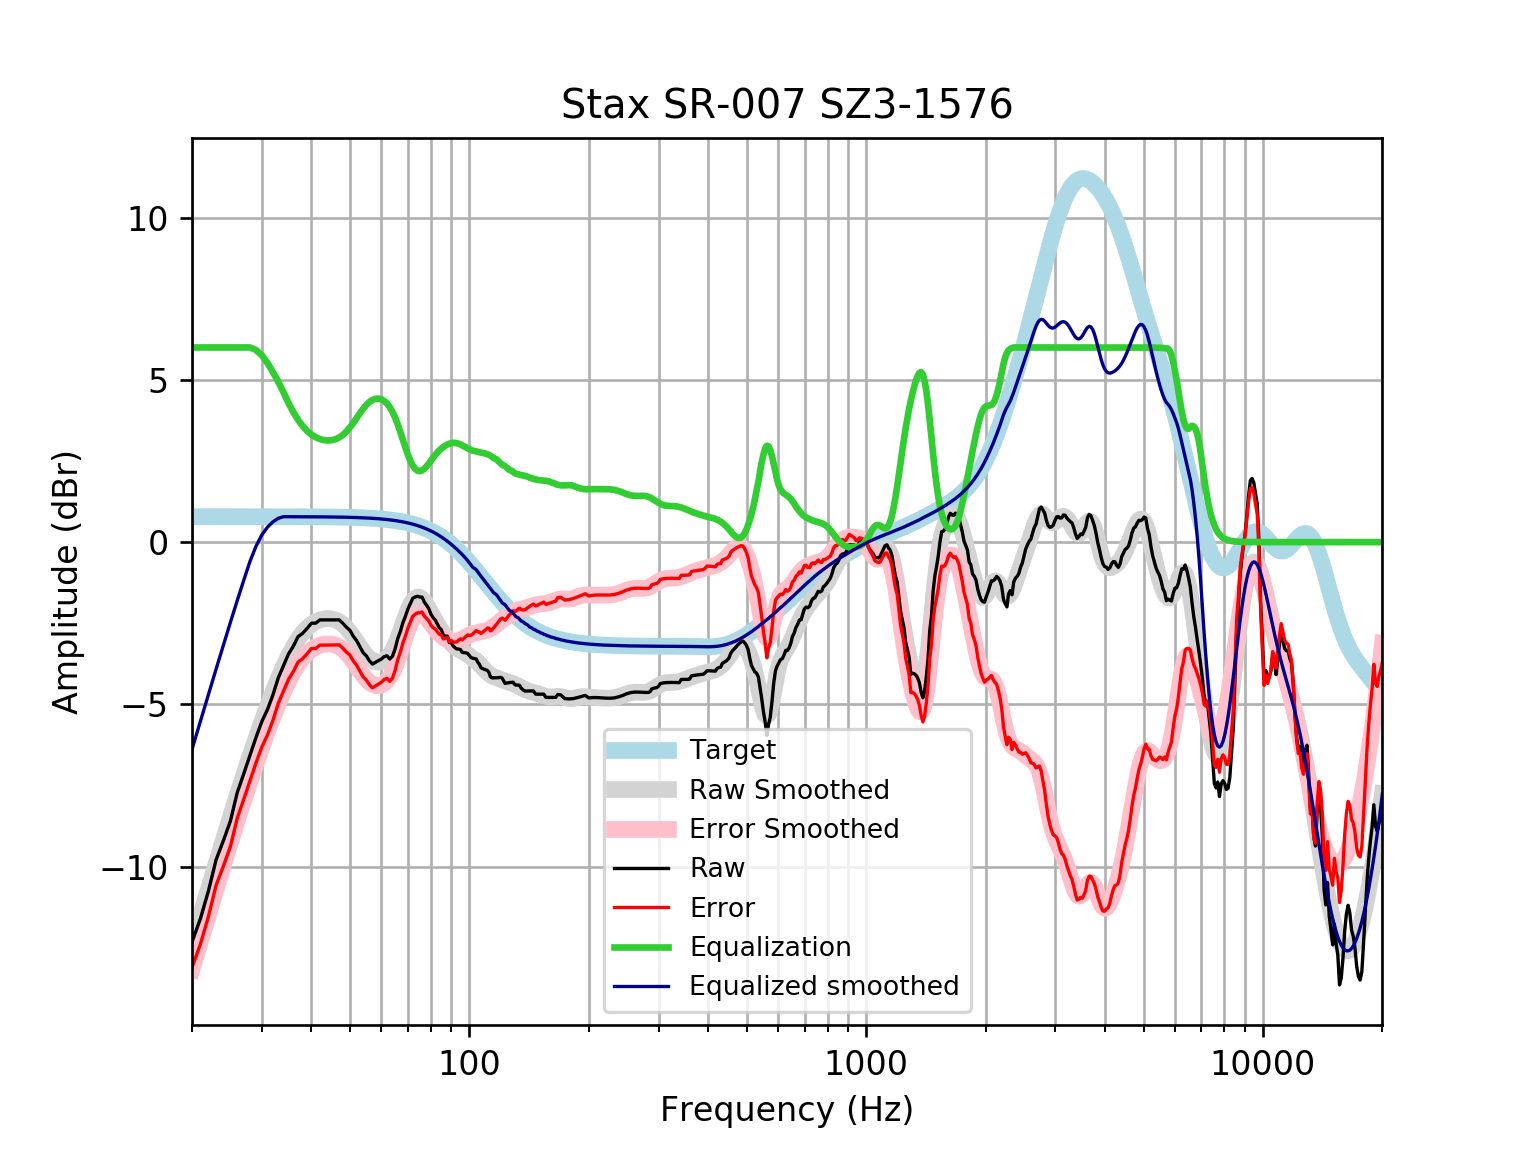 Stax SR-007 SZ3-1576
Amplitude (dBr)
10
5
0
−5
−10
Target
Raw Smoothed
Error Smoothed
Raw
Error
Equalization
Equalized smoothed
100
1000
10000
Frequency (Hz)